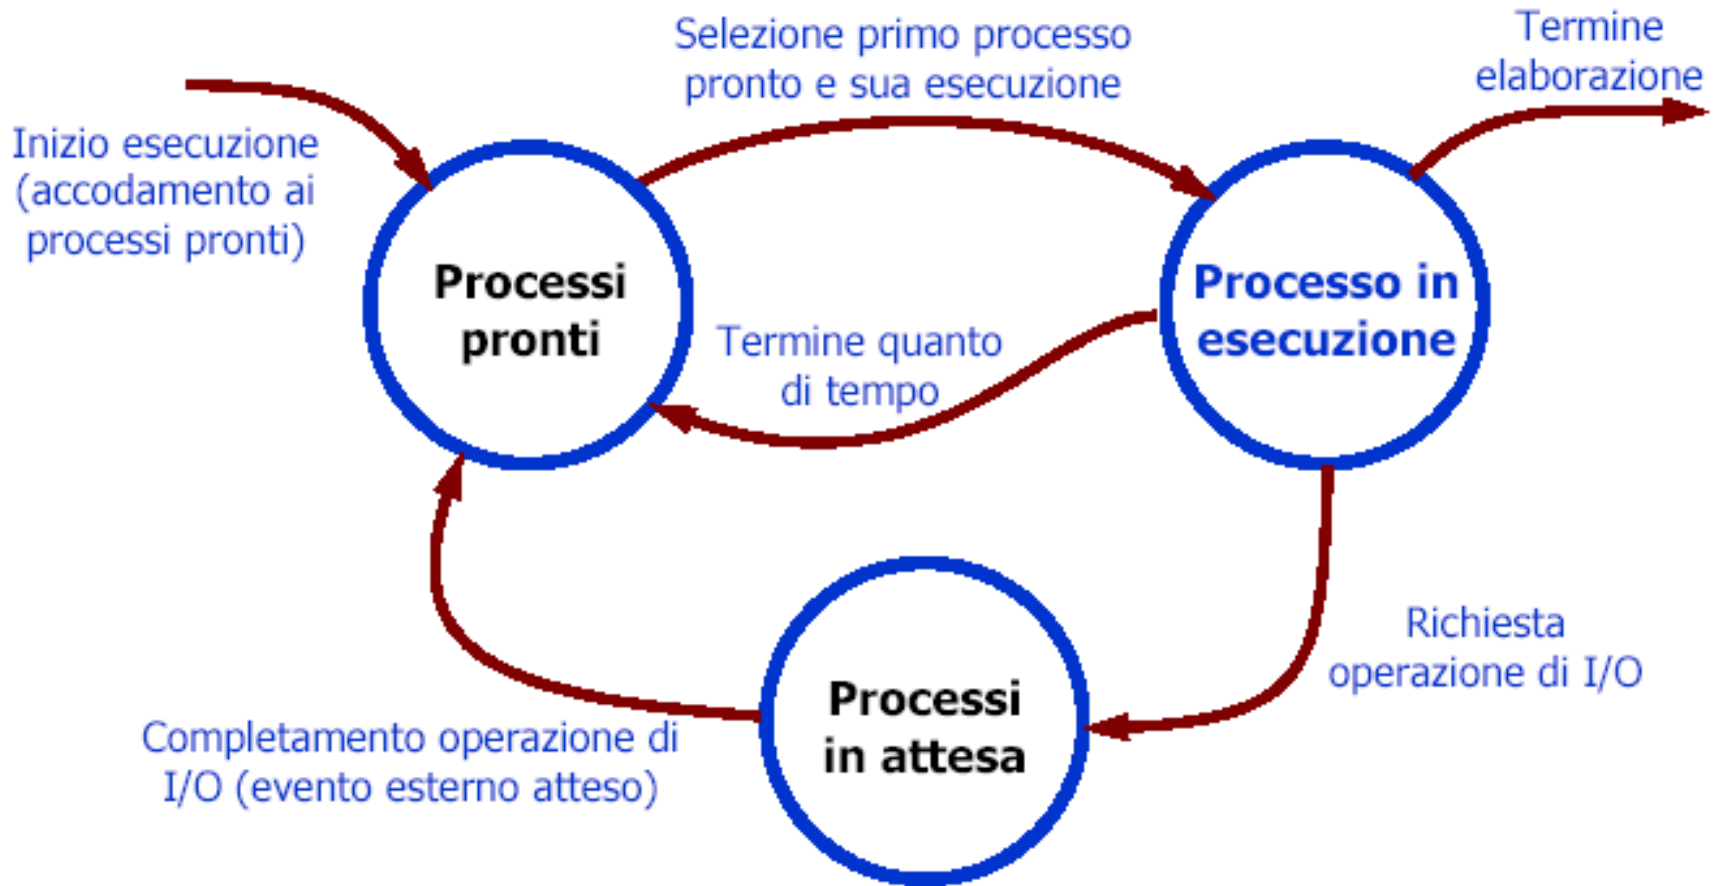 Selezione primo processo
pronto e sua esecuzione
Termine
elaborazione
Inizio esecuzione
(accodamento ai
processi pronti)
Processi
pronti
Processo in
esecuzione
Termine quanto
di tempo
Richiesta
operazione di I/O
Processi
in attesa
Completamento operazione di
I/O (evento esterno atteso)